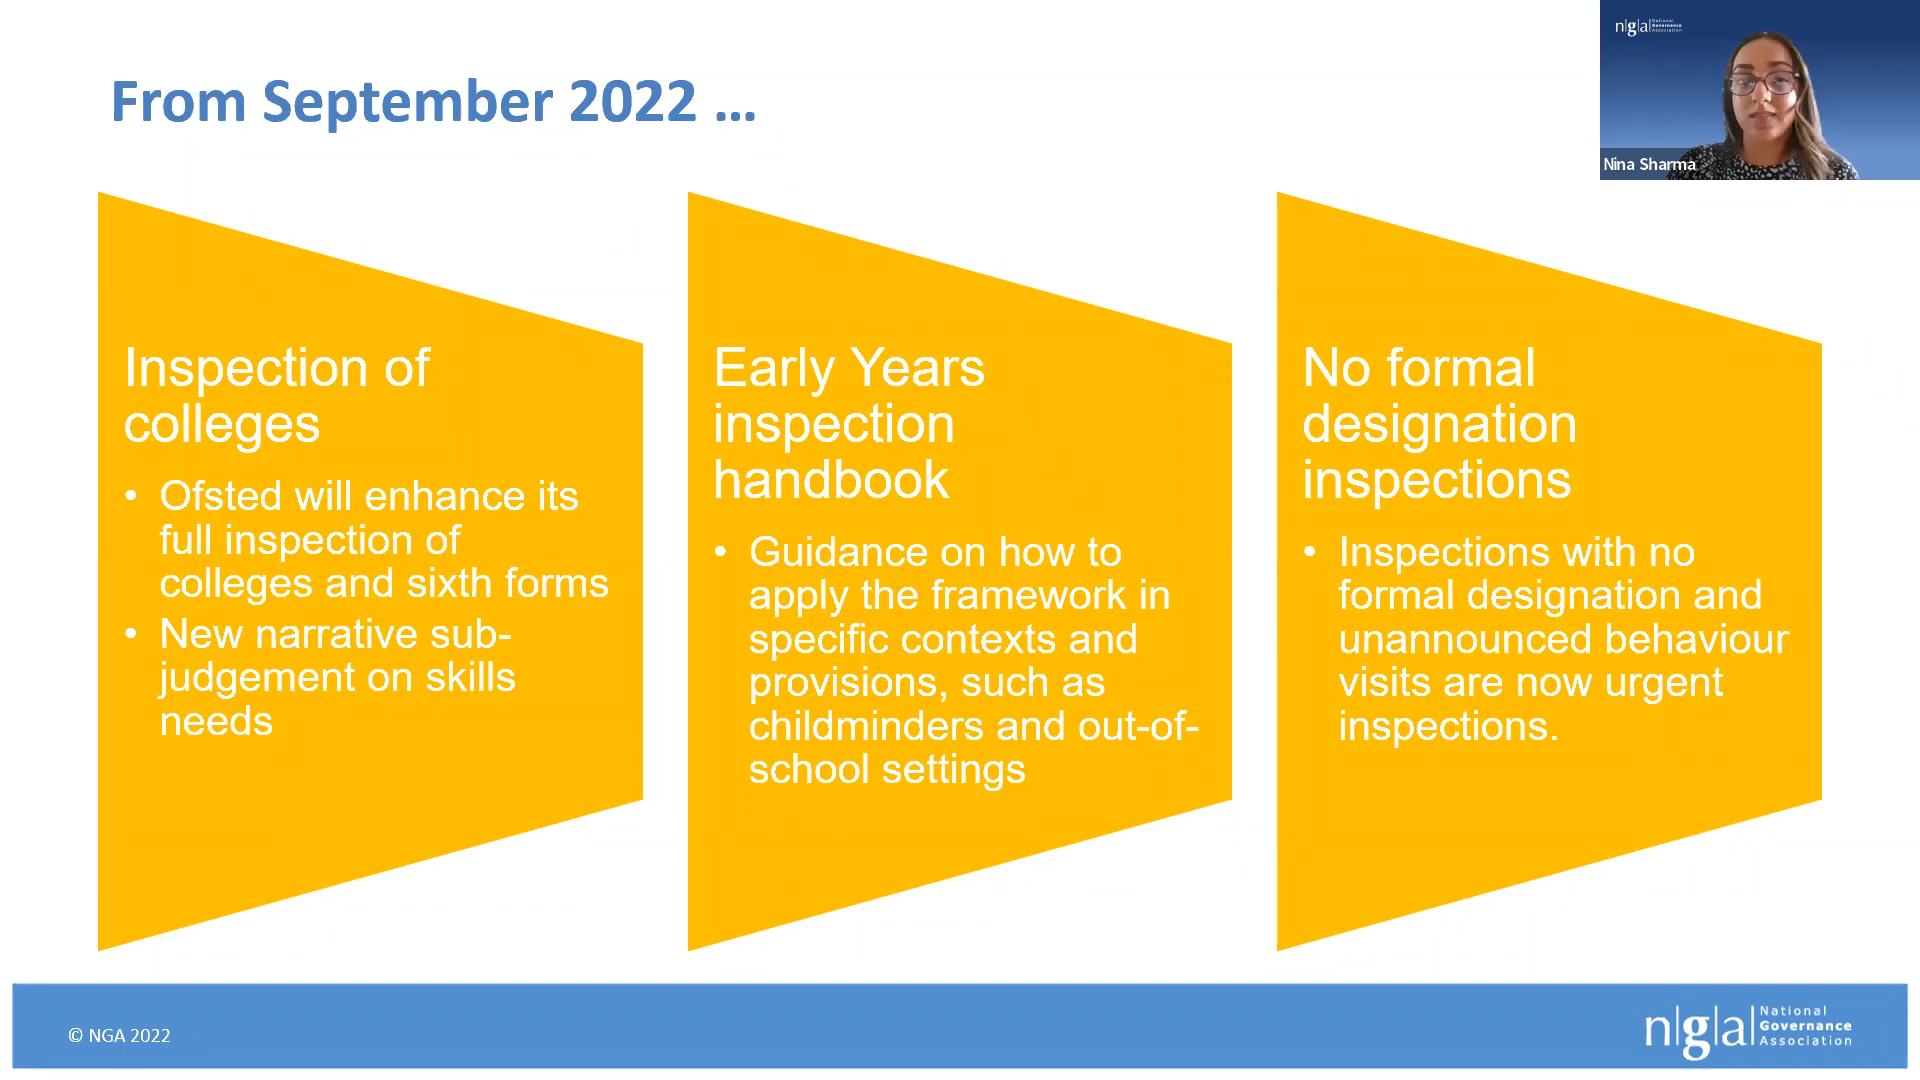 From September 2022 ...
n|g|a| National
Governance
Association
Nina Sharma
Inspection of
colleges
• Ofsted will enhance its
full inspection of
colleges and sixth forms
• New narrative sub-
judgement on skills
needs
Early Years
inspection
handbook
• Guidance on how to
apply the framework in
specific contexts and
provisions, such as
childminders and out-of-
school settings
No formal
designation
inspections
• Inspections with no
formal designation and
unannounced behaviour
visits are now urgent
inspections.
© NGA 2022
n|g|a| National
Governance
Association